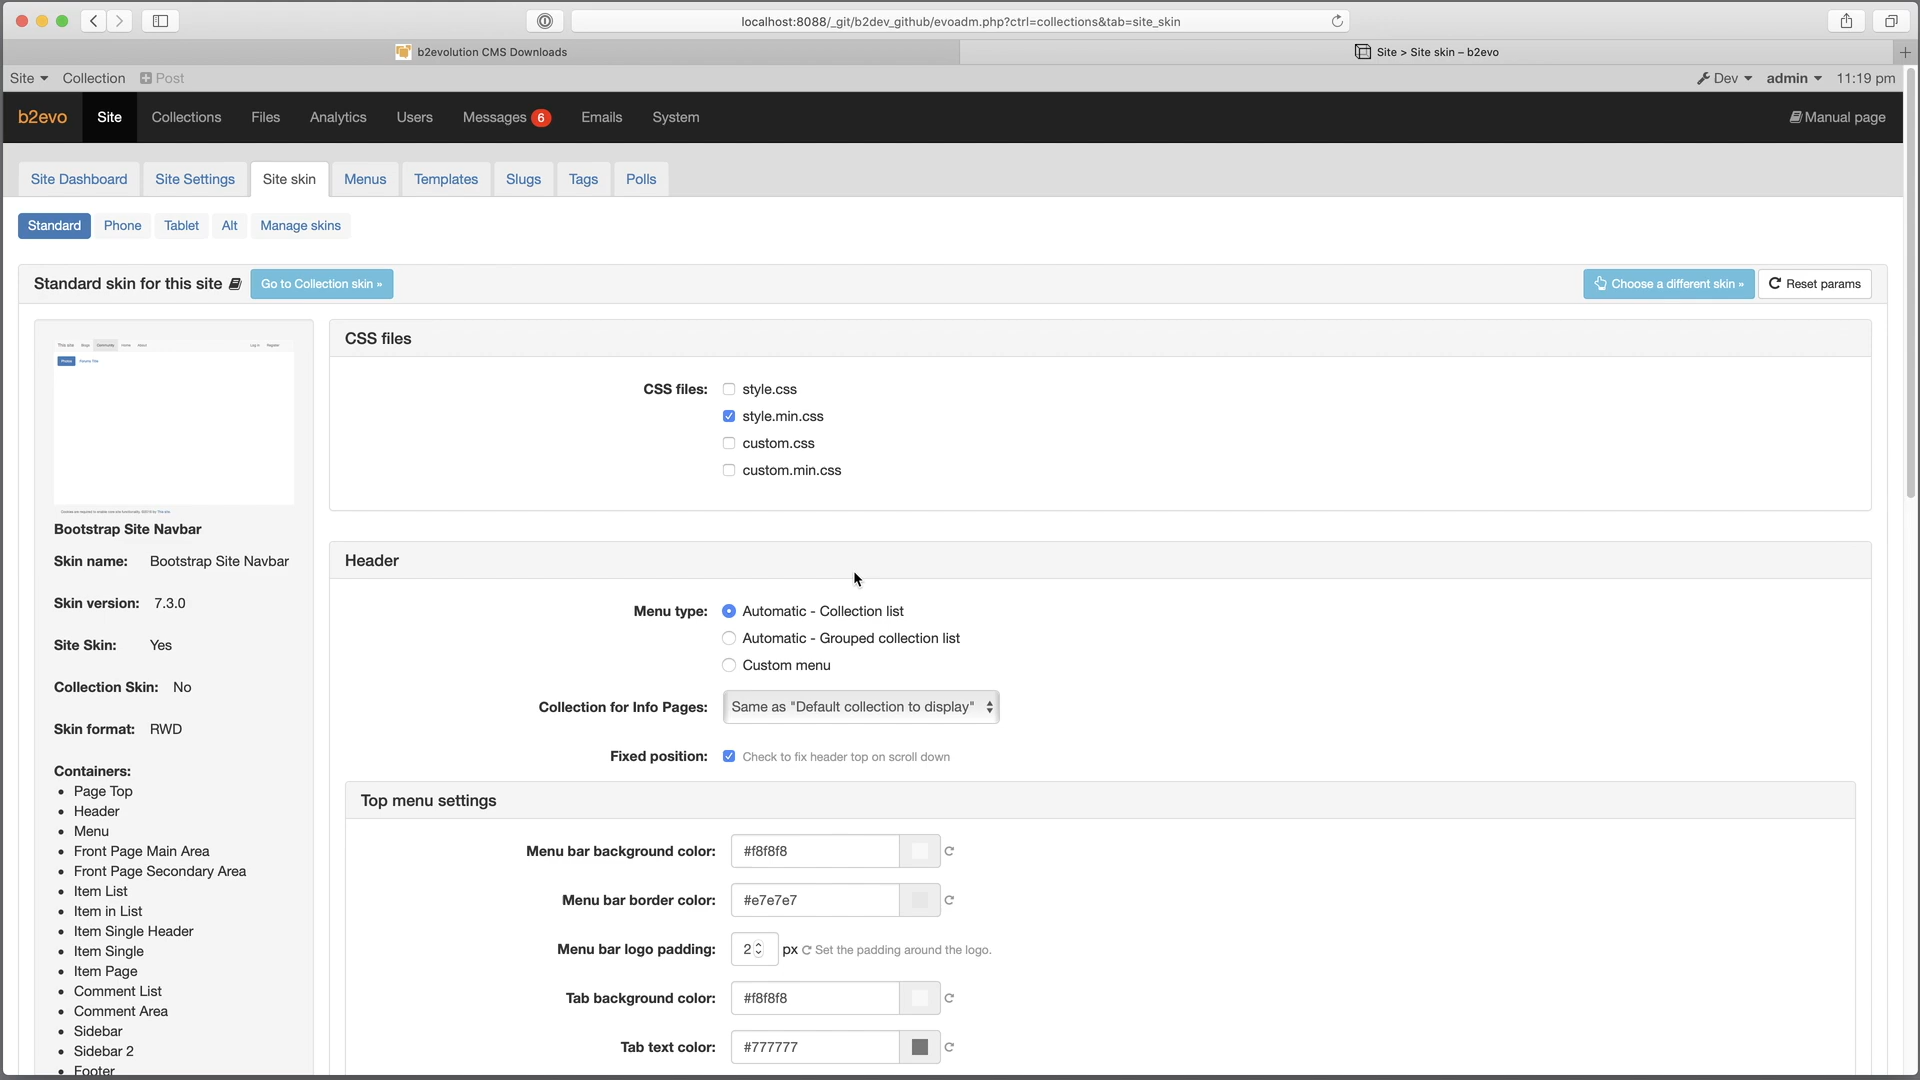 localhost:8088/_git/b2dev_github/evoadm.php?ctrl=collections&tab=site_skin
b2evolution CMS Downloads
Site > Site skin – b2evo
Site Collection Post
Dev admin 11:19 pm
b2evo Site Collections Files Analytics Users Messages 6 Emails System
Manual page
Site Dashboard Site Settings Site skin Menus Templates Slugs Tags Polls
Standard Phone Tablet Alt Manage skins
Standard skin for this site Go to Collection skin »
Choose a different skin » Reset params
Bootstrap Site Navbar
Skin name: Bootstrap Site Navbar
Skin version: 7.3.0
Site Skin: Yes
Collection Skin: No
Skin format: RWD
Containers:
• Page Top
• Header
• Menu
• Front Page Main Area
• Front Page Secondary Area
• Item List
• Item in List
• Item Single Header
• Item Single
• Item Page
• Comment List
• Comment Area
• Sidebar
• Sidebar 2
• Footer
CSS files
CSS files: style.css
style.min.css
custom.css
custom.min.css
Header
Menu type: Automatic - Collection list
Automatic - Grouped collection list
Custom menu
Collection for Info Pages: Same as "Default collection to display"
Fixed position: Check to fix header top on scroll down
Top menu settings
Menu bar background color: #f8f8f8
Menu bar border color: #e7e7e7
Menu bar logo padding: 2 px Set the padding around the logo.
Tab background color: #f8f8f8
Tab text color: #777777